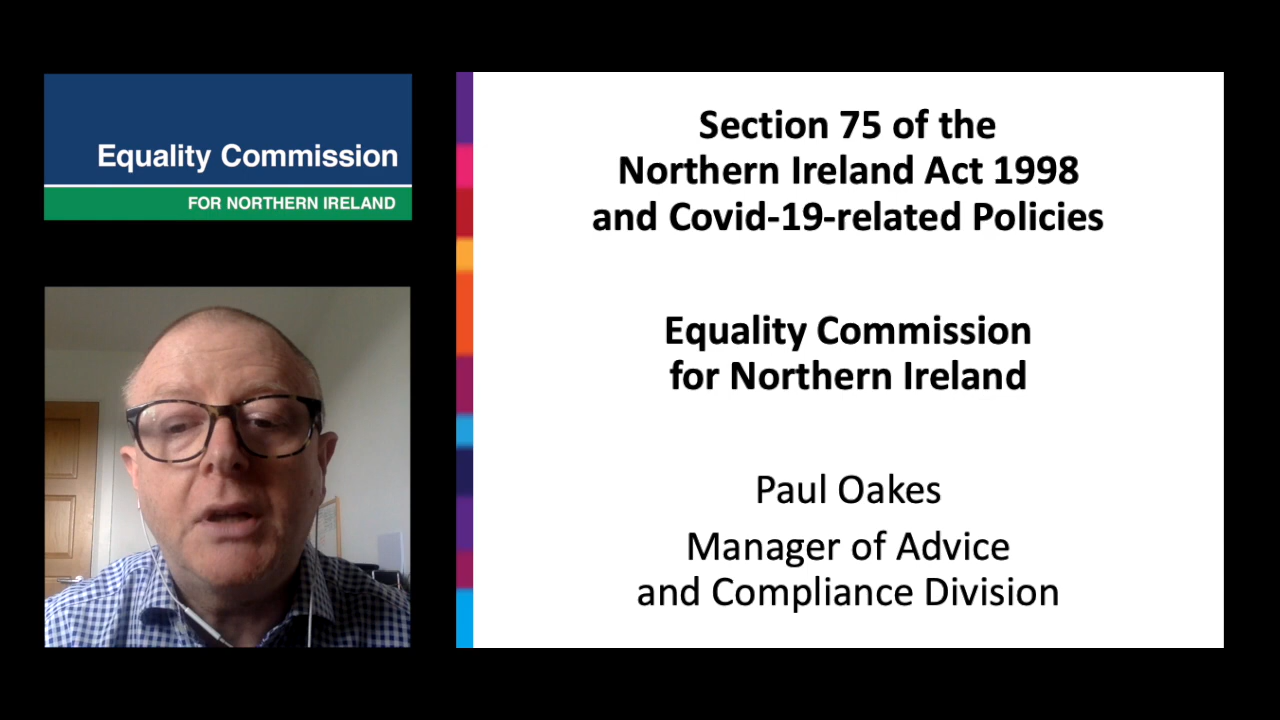 Equality Commission
FOR NORTHERN IRELAND
Section 75 of the
Northern Ireland Act 1998
and Covid-19-related Policies
Equality Commission
for Northern Ireland
Paul Oakes
Manager of Advice
and Compliance Division